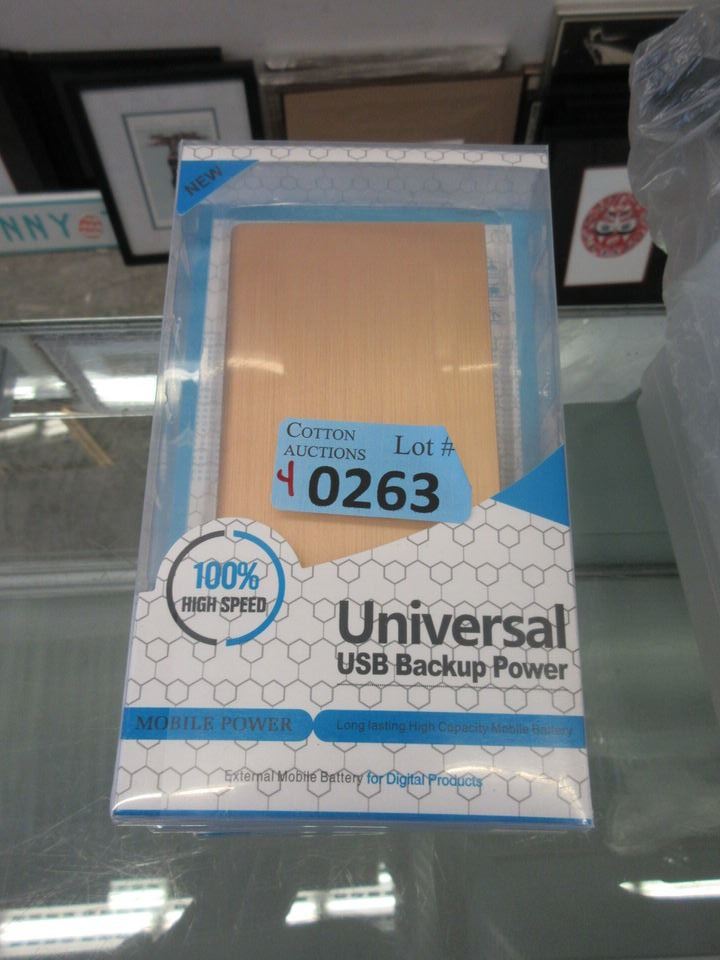 NEW
NNY
COTTON
AUCTIONS
Lot #
4 0263
100%
HIGH SPEED
Universal
USB Backup Power
MOBILE POWER
Long lasting High Capacity Mobile Battery
External Mobile Battery for Digital Products